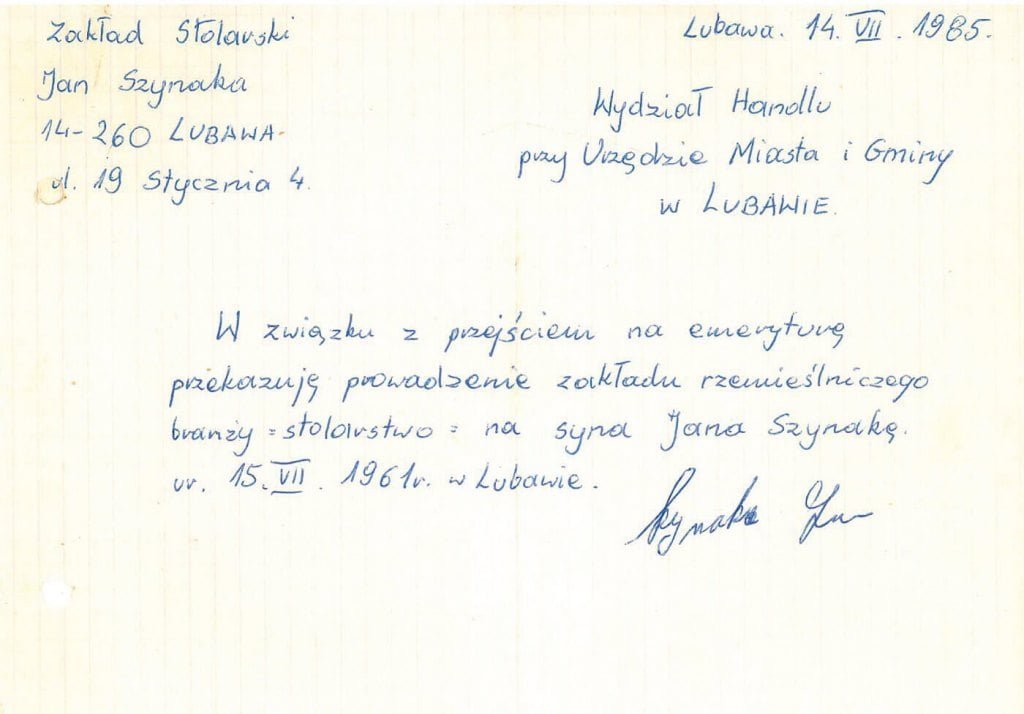 Zakład Stolarski
Jan Szynaka
14-260 LUBAWA
ul. 19 Stycznia 4.
Lubawa. 14. VII. 1985.
Wydział Handlu
przy Urzędzie Miasta i Gminy
w LUBAWIE.
W związku z przejściem na emeryturę
przekazuję prowadzenie zakładu rzemieślniczego
branży = stolarstwo = na syna Jana Szynakę.
ur. 15. VII. 1961r. w Lubawie.
Szynaka Jan